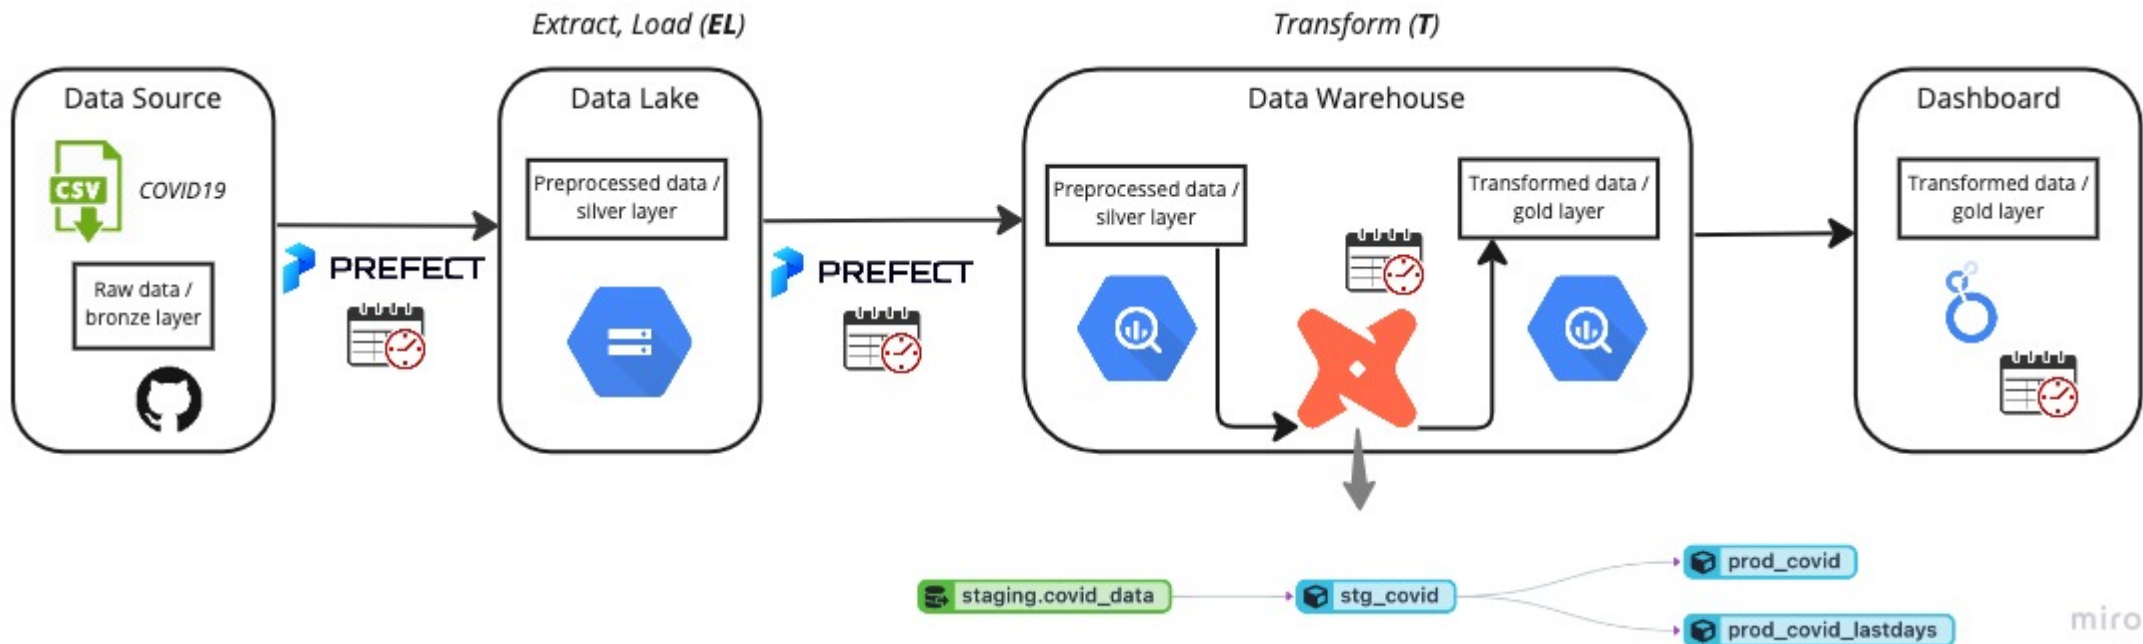 Extract, Load (EL)
Transform (T)
Data Source
CSV
COVID19
Raw data /
bronze layer
PREFECT
Data Lake
Preprocessed data /
silver layer
PREFECT
Data Warehouse
Preprocessed data /
silver layer
Transformed data /
gold layer
Dashboard
Transformed data /
gold layer
staging.covid_data
stg_covid
prod_covid
prod_covid_lastdays
miro